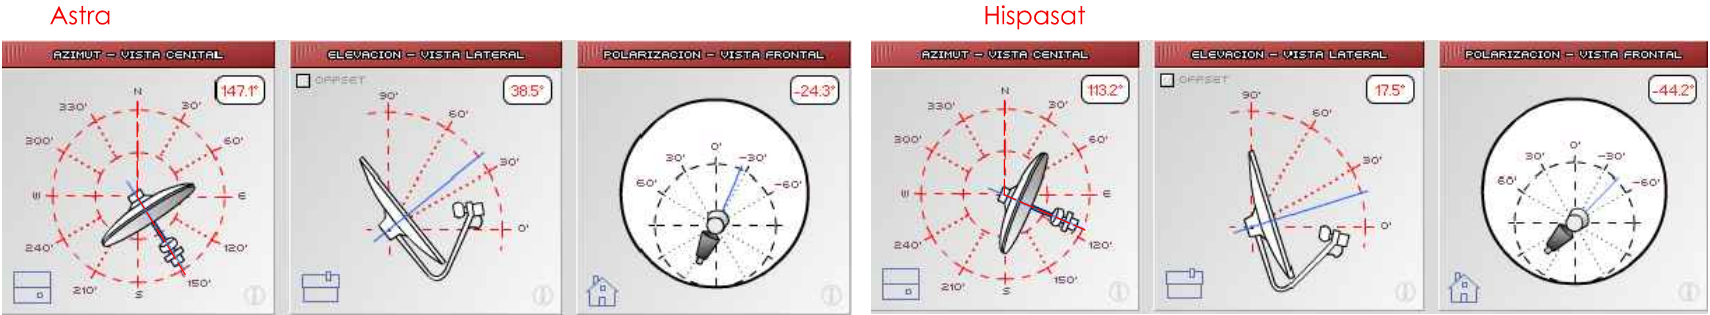 Astra
Hispasat
AZIMUT - VISTA CENITAL
147.1°
N
330'
30'
300'
60'
W
E
240'
120'
210'
150'
S
ELEVACION - VISTA LATERAL
OFFSET
38.5°
90'
60'
30'
0'
POLARIZACION - VISTA FRONTAL
-24.3°
0'
30'
-30'
60'
-60'
AZIMUT - VISTA CENITAL
113.2°
N
330'
30'
300'
60'
W
E
240'
120'
210'
150'
S
ELEVACION - VISTA LATERAL
OFFSET
17.5°
90'
60'
30'
0'
POLARIZACION - VISTA FRONTAL
-44.2°
0'
30'
-30'
60'
-60'